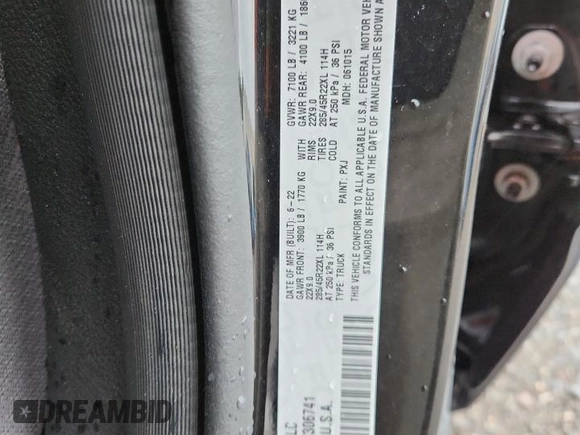 DATE OF MFR (BUILT): 6-22 GVWR: 7100 LB / 3221 KG
GAWR FRONT: 3900 LB / 1770 KG WITH GAWR REAR: 4100 LB / 186
22X9.0 RIMS 22X9.0
285/45R22XL 114H TIRES 285/45R22XL 114H
AT 250 kPa / 36 PSI COLD AT 250 kPa / 36 PSI
TYPE: TRUCK PAINT: PXJ MDH: 061015
THIS VEHICLE CONFORMS TO ALL APPLICABLE U.S.A. FEDERAL MOTOR VEH
STANDARDS IN EFFECT ON THE DATE OF MANUFACTURE SHOWN A
LC
306741
U.S.A.
DREAMBID